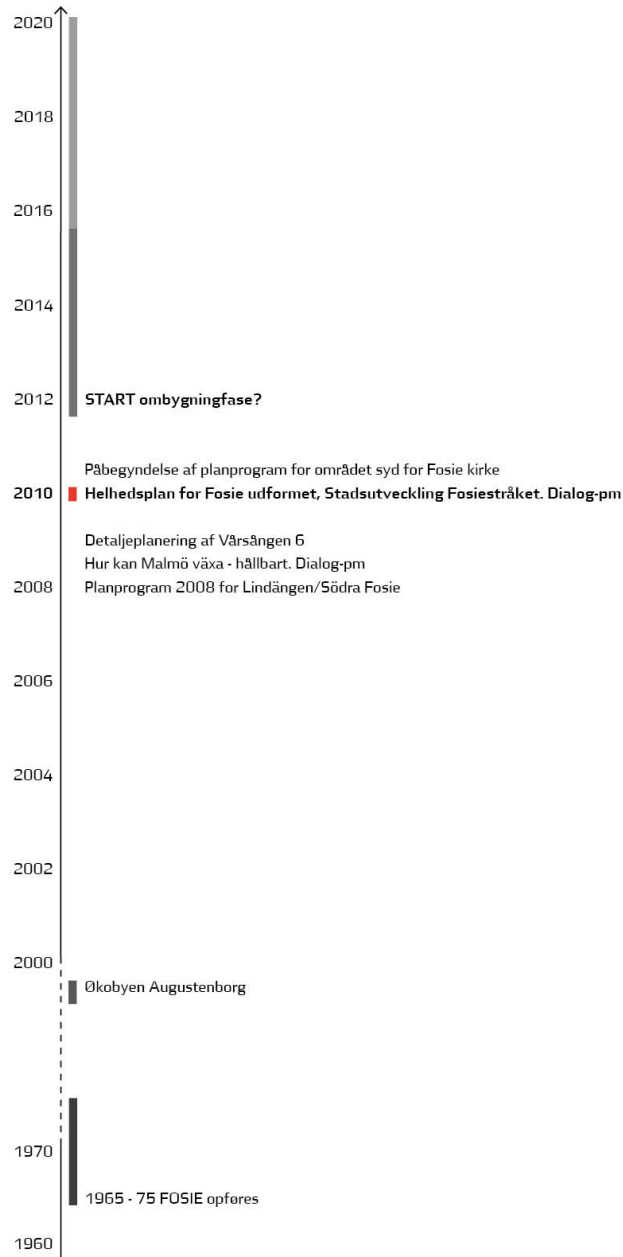 2020
2018
2016
2014
2012 START ombygningfase?
Påbegyndelse af planprogram for området syd for Fosie kirke
2010 Helhedsplan for Fosie udformet, Stadsutveckling Fosiestråket. Dialog-pm
Detaljeplanering af Vårsången 6
Hur kan Malmö växa - hållbart. Dialog-pm
2008 Planprogram 2008 for Lindängen/Södra Fosie
2006
2004
2002
2000
Økobyen Augustenborg
1970
1965 - 75 FOSIE opføres
1960